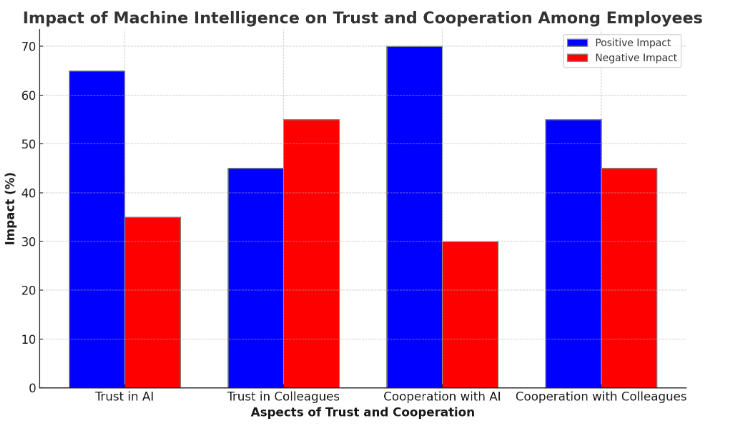 Impact of Machine Intelligence on Trust and Cooperation Among Employees
Positive Impact
Negative Impact
Impact (%)
70
60
50
40
30
20
10
0
Trust in AI
Trust in Colleagues
Cooperation with AI
Cooperation with Colleagues
Aspects of Trust and Cooperation